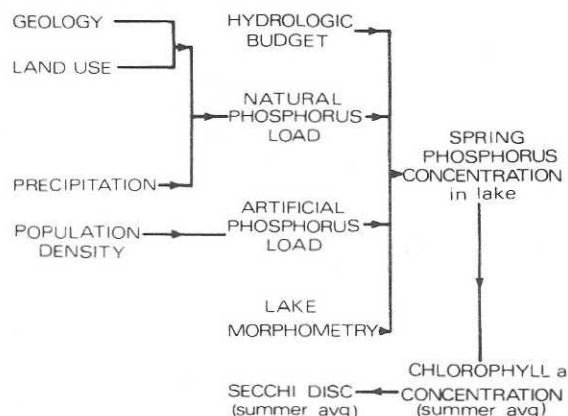 GEOLOGY
LAND USE
PRECIPITATION
POPULATION
DENSITY
HYDROLOGIC
BUDGET
NATURAL
PHOSPHORUS
LOAD
ARTIFICIAL
PHOSPHORUS
LOAD
LAKE
MORPHOMETRY
SPRING
PHOSPHORUS
CONCENTRATION
in lake
CHLOROPHYLL a
CONCENTRATION
(summer avg)
SECCHI DISC
(summer avg)